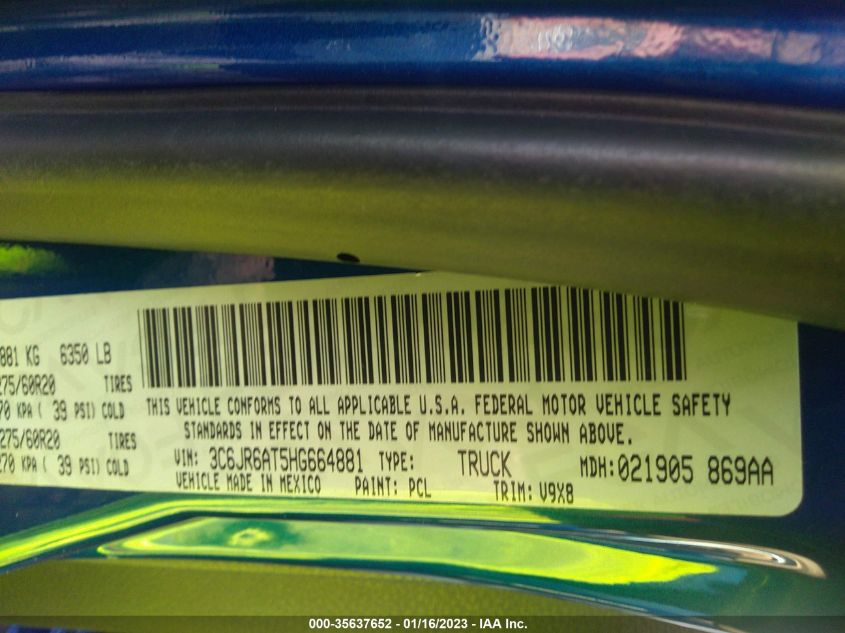 881 KG 6350 LB
275/60R20 TIRES
70 KPA ( 39 PSI) COLD
275/60R20 TIRES
270 KPA ( 39 PSI) COLD
THIS VEHICLE CONFORMS TO ALL APPLICABLE U.S.A. FEDERAL MOTOR VEHICLE SAFETY
STANDARDS IN EFFECT ON THE DATE OF MANUFACTURE SHOWN ABOVE.
VIN: 3C6JR6AT5HG664881 TYPE: TRUCK MDH:021905 869AA
VEHICLE MADE IN MEXICO PAINT: PCL TRIM: V9X8
000-35637652 - 01/16/2023 - IAA Inc.